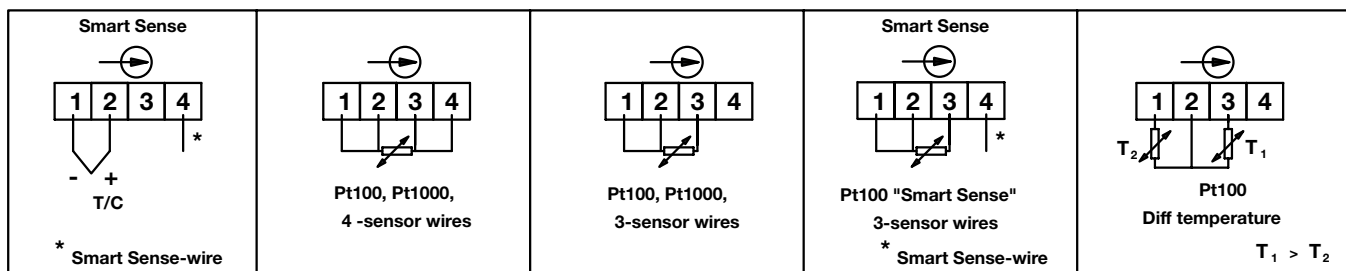 Smart Sense
1 2 3 4
*
- +
T/C
* Smart Sense-wire
1 2 3 4
Pt100, Pt1000,
4 -sensor wires
1 2 3 4
Pt100, Pt1000,
3-sensor wires
Smart Sense
1 2 3 4
*
Pt100 "Smart Sense"
3-sensor wires
* Smart Sense-wire
1 2 3 4
T2 T1
Pt100
Diff temperature
T1 > T2